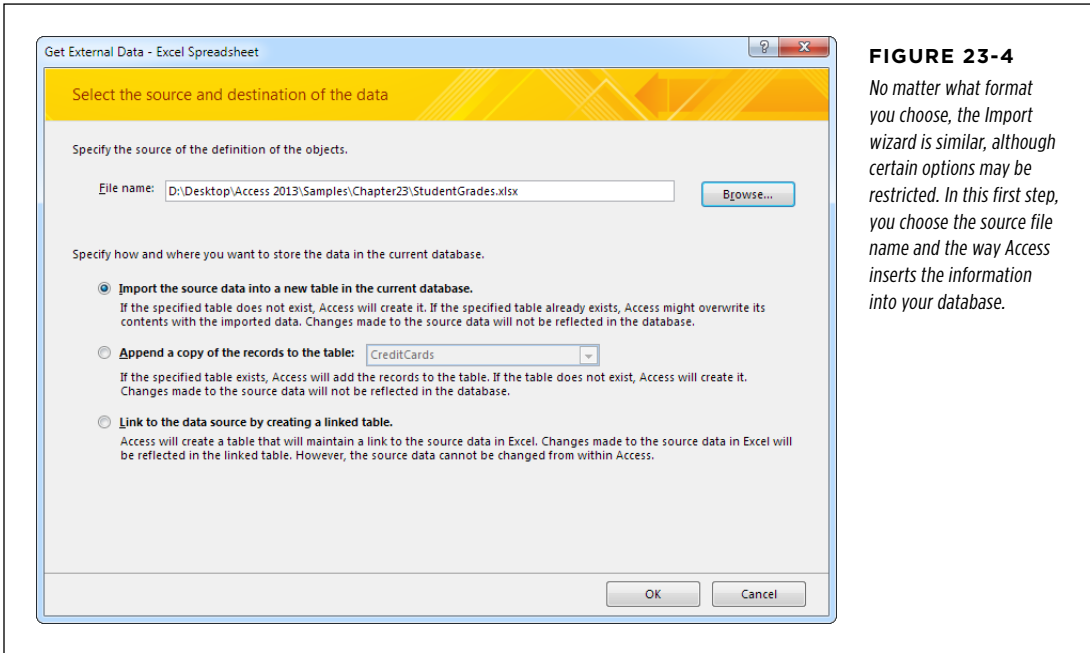 Get External Data - Excel Spreadsheet
Select the source and destination of the data
Specify the source of the definition of the objects.
File name: D:\Desktop\Access 2013\Samples\Chapter23\StudentGrades.xlsx Browse...
Specify how and where you want to store the data in the current database.
Import the source data into a new table in the current database.
If the specified table does not exist, Access will create it. If the specified table already exists, Access might overwrite its
contents with the imported data. Changes made to the source data will not be reflected in the database.
Append a copy of the records to the table: CreditCards
If the specified table exists, Access will add the records to the table. If the table does not exist, Access will create it.
Changes made to the source data will not be reflected in the database.
Link to the data source by creating a linked table.
Access will create a table that will maintain a link to the source data in Excel. Changes made to the source data in Excel will
be reflected in the linked table. However, the source data cannot be changed from within Access.
OK Cancel
FIGURE 23-4
No matter what format
you choose, the Import
wizard is similar, although
certain options may be
restricted. In this first step,
you choose the source file
name and the way Access
inserts the information
into your database.